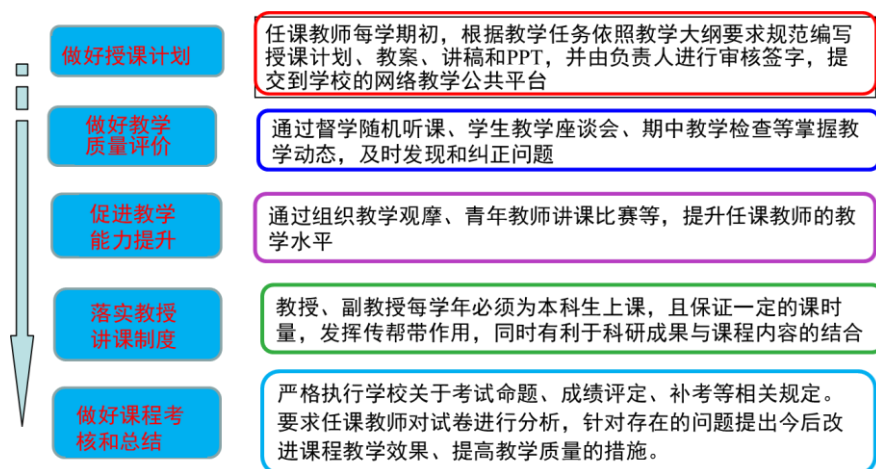 做好授课计划
任课教师每学期初，根据教学任务依照教学大纲要求规范编写
授课计划、教案、讲稿和PPT，并由负责人进行审核签字，提
交到学校的网络教学公共平台
做好教学
质量评价
通过督学随机听课、学生教学座谈会、期中教学检查等掌握教
学动态，及时发现和纠正问题
促进教学
能力提升
通过组织教学观摩、青年教师讲课比赛等，提升任课教师的教
学水平
落实教授
讲课制度
教授、副教授每学年必须为本科生上课，且保证一定的课时
量，发挥传帮带作用，同时有利于科研成果与课程内容的结合
做好课程考
核和总结
严格执行学校关于考试命题、成绩评定、补考等相关规定。
要求任课教师对试卷进行分析，针对存在的问题提出今后改
进课程教学效果、提高教学质量的措施。